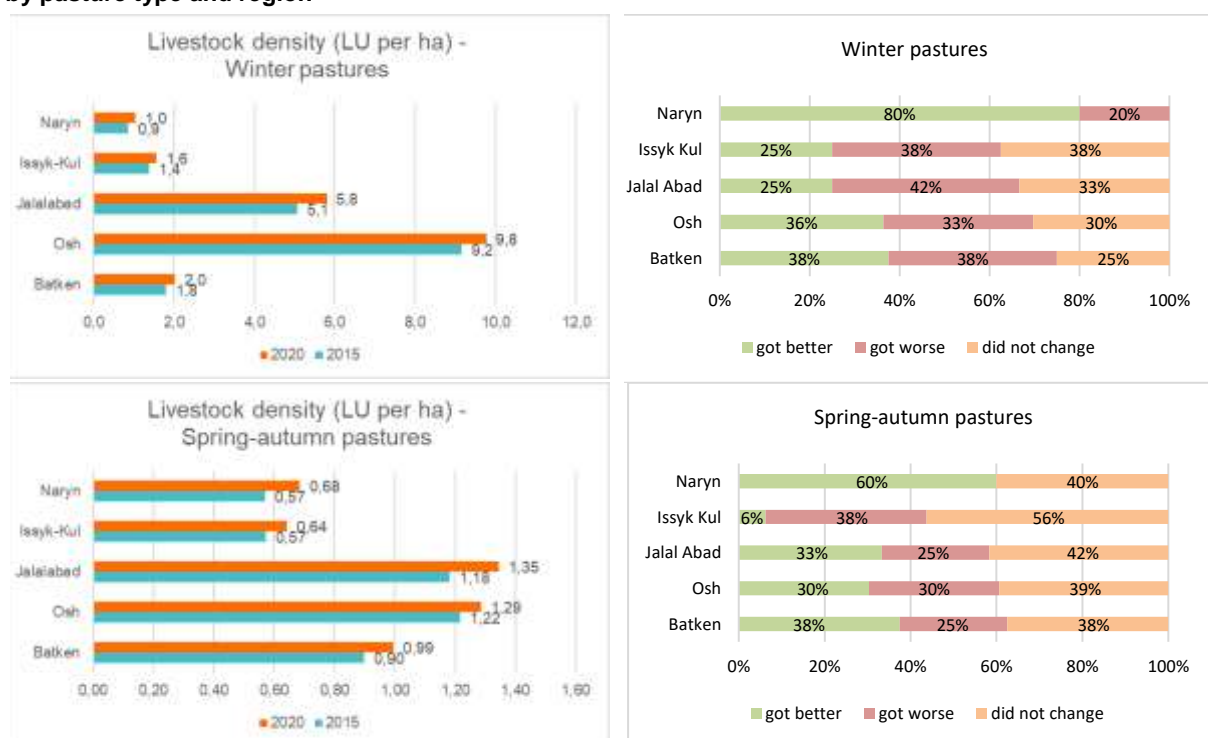 by pasture type and region
Livestock density (LU per ha) -
Winter pastures
Naryn
1,0
0,9
Issyk-Kul
1,6
1,4
Jalalabad
5,8
5,1
Osh
9,8
9,2
Batken
2,0
1,8
0,0 2,0 4,0 6,0 8,0 10,0 12,0
2020 2015
Winter pastures
Naryn 80% 20%
Issyk Kul 25% 38% 38%
Jalal Abad 25% 42% 33%
Osh 36% 33% 30%
Batken 38% 38% 25%
0% 20% 40% 60% 80% 100%
got better got worse did not change
Livestock density (LU per ha) -
Spring-autumn pastures
Naryn
0,68
0,57
Issyk-Kul
0,64
0,57
Jalalabad
1,35
1,18
Osh
1,29
1,22
Batken
0,99
0,90
0,00 0,20 0,40 0,60 0,80 1,00 1,20 1,40 1,60
2020 2015
Spring-autumn pastures
Naryn 60% 40%
Issyk Kul 6% 38% 56%
Jalal Abad 33% 25% 42%
Osh 30% 30% 39%
Batken 38% 25% 38%
0% 20% 40% 60% 80% 100%
got better got worse did not change